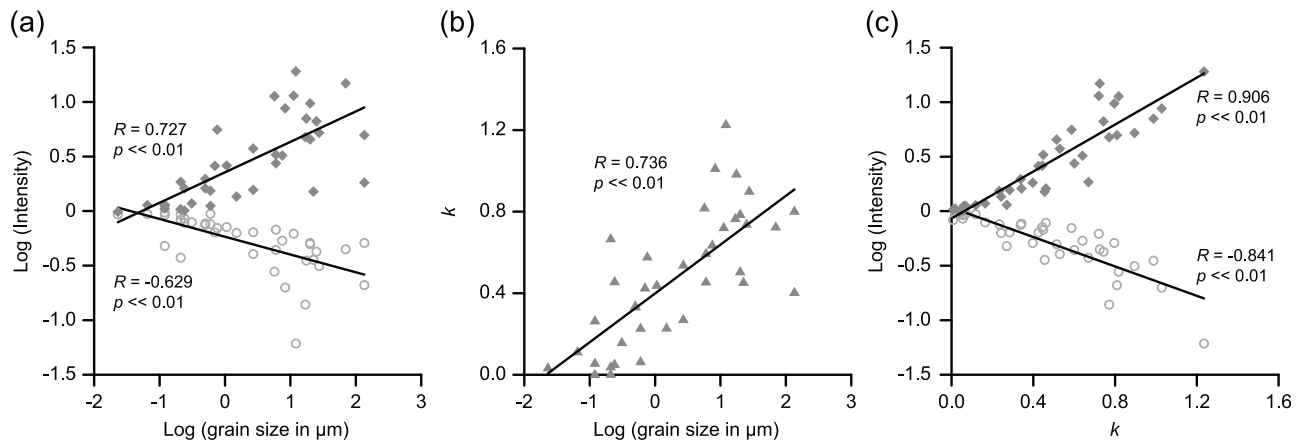 (a)
1.5
1.0
0.5
0
-0.5
-1.0
-1.5
Log (Intensity)
R = 0.727
p << 0.01
R = -0.629
p << 0.01
-2
-1
0
1
2
3
Log (grain size in µm)
(b)
1.6
1.2
0.8
0.4
0.0
k
R = 0.736
p << 0.01
-2
-1
0
1
2
3
Log (grain size in µm)
(c)
1.5
1.0
0.5
0
-0.5
-1.0
-1.5
Log (Intensity)
R = 0.906
p << 0.01
R = -0.841
p << 0.01
0.0
0.4
0.8
1.2
1.6
k